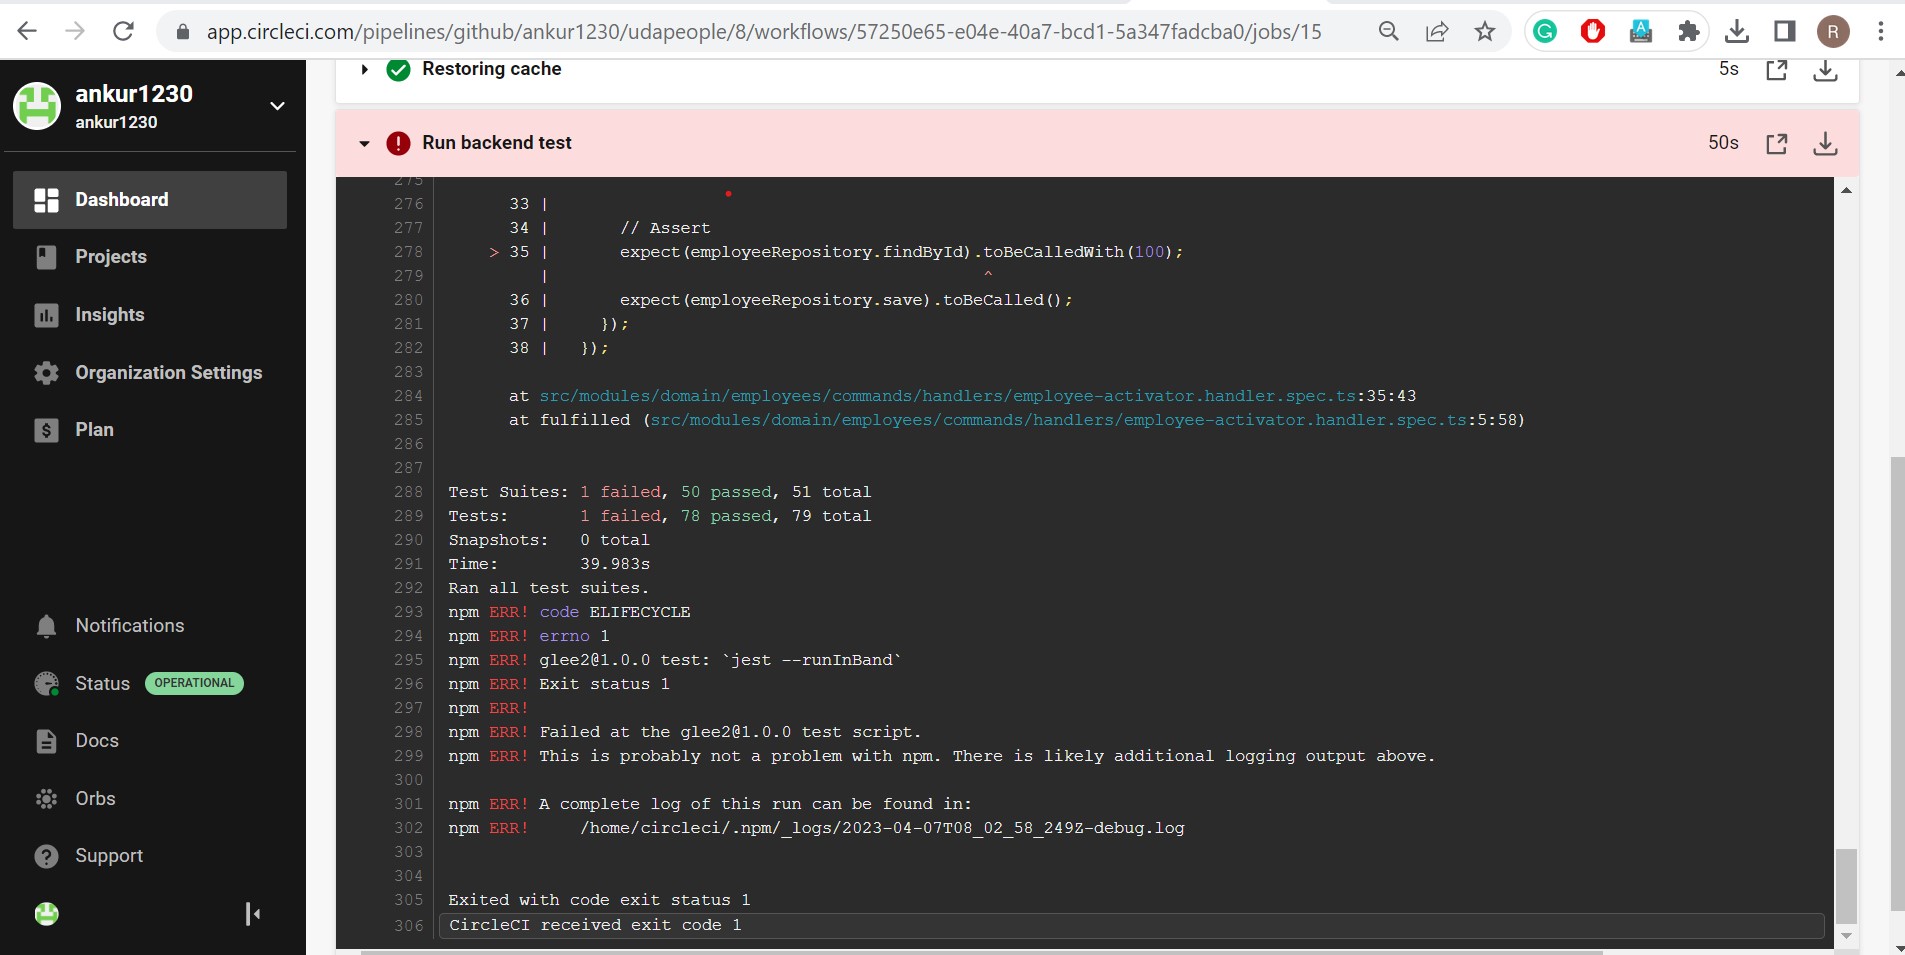 app.circleci.com/pipelines/github/ankur1230/udapeople/8/workflows/57250e65-e04e-40a7-bcd1-5a347fadcba0/jobs/15
R
ankur1230
ankur1230
Dashboard
Projects
Insights
Organization Settings
Plan
Notifications
Status OPERATIONAL
Docs
Orbs
Support
Restoring cache 5s
Run backend test 50s
275
276 33 |
277 34 | // Assert
278 > 35 | expect(employeeRepository.findById).toBeCalledWith(100);
279 | ^
280 36 | expect(employeeRepository.save).toBeCalled();
281 37 | });
282 38 | });
283
284 at src/modules/domain/employees/commands/handlers/employee-activator.handler.spec.ts:35:43
285 at fulfilled (src/modules/domain/employees/commands/handlers/employee-activator.handler.spec.ts:5:58)
286
287
288 Test Suites: 1 failed, 50 passed, 51 total
289 Tests: 1 failed, 78 passed, 79 total
290 Snapshots: 0 total
291 Time: 39.983s
292 Ran all test suites.
293 npm ERR! code ELIFECYCLE
294 npm ERR! errno 1
295 npm ERR! glee2@1.0.0 test: `jest --runInBand`
296 npm ERR! Exit status 1
297 npm ERR!
298 npm ERR! Failed at the glee2@1.0.0 test script.
299 npm ERR! This is probably not a problem with npm. There is likely additional logging output above.
300
301 npm ERR! A complete log of this run can be found in:
302 npm ERR! /home/circleci/.npm/_logs/2023-04-07T08_02_58_249Z-debug.log
303
304
305 Exited with code exit status 1
306 CircleCI received exit code 1